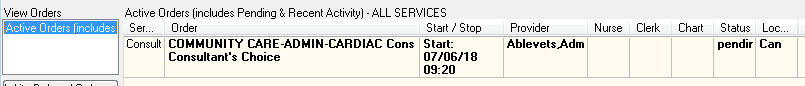 View Orders
Active Orders (includes Pending & Recent Activity) - ALL SERVICES
Active Orders (includes
Ser... Order Start / Stop Provider Nurse Clerk Chart Status Loc...
Consult COMMUNITY CARE-ADMIN-CARDIAC Cons Start: Ablevets,Adm pendir Can
Consultant's Choice 07/06/18
09:20